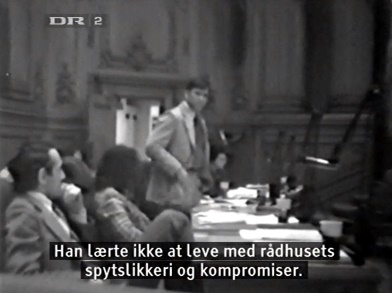 DR 2
Han lærte ikke at leve med rådhusets
spytslikkeri og kompromiser.